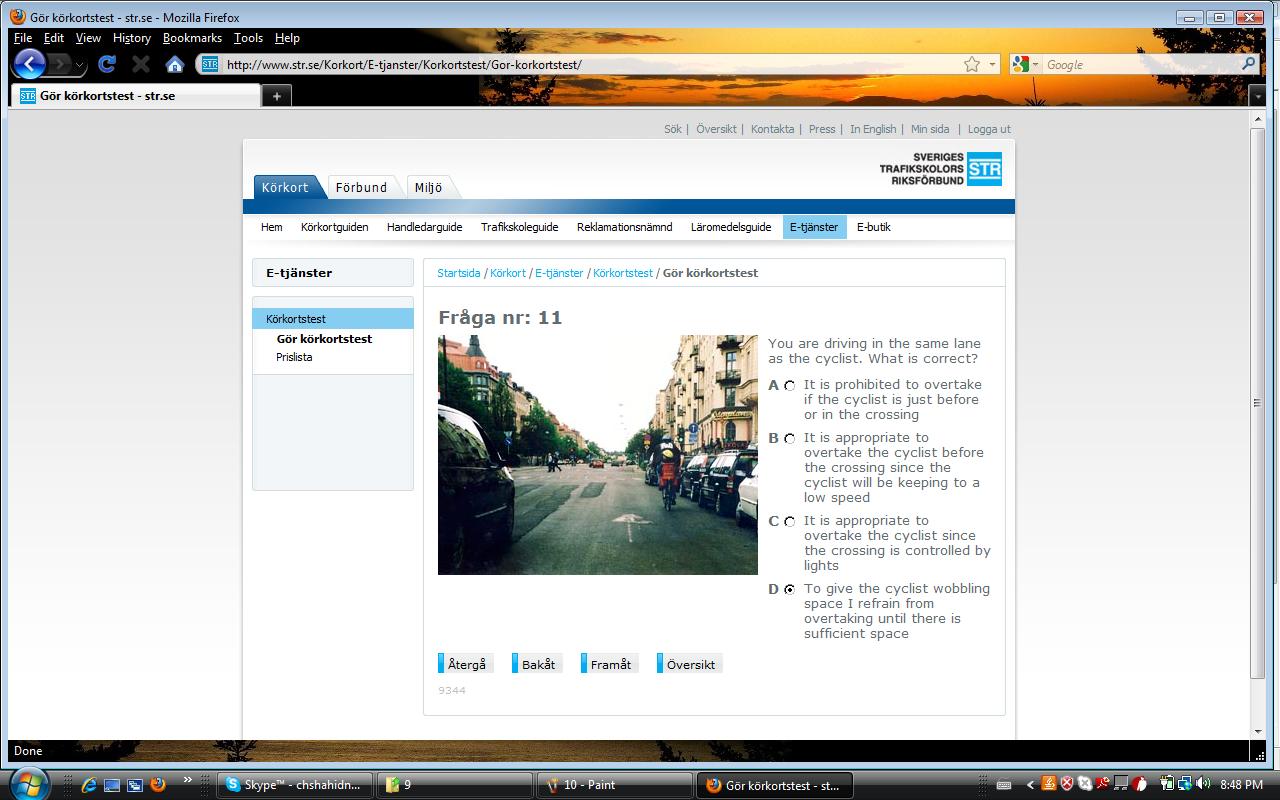 Gör körkortstest - str.se - Mozilla Firefox
File Edit View History Bookmarks Tools Help
STR http://www.str.se/Korkort/E-tjanster/Korkortstest/Gor-korkortstest/ Google
STR Gör körkortstest - str.se
Sök | Översikt | Kontakta | Press | In English | Min sida | Logga ut
SVERIGES
TRAFIKSKOLORS
RIKSFÖRBUND
STR
Körkort Förbund Miljö
Hem Körkortguiden Handledarguide Trafikskoleguide Reklamationsnämnd Läromedelsguide E-tjänster E-butik
E-tjänster
Körkortstest
Gör körkortstest
Prislista
Startsida / Körkort / E-tjänster / Körkortstest / Gör körkortstest
Fråga nr: 11
You are driving in the same lane
as the cyclist. What is correct?
A It is prohibited to overtake
if the cyclist is just before
or in the crossing
B It is appropriate to
overtake the cyclist before
the crossing since the
cyclist will be keeping to a
low speed
C It is appropriate to
overtake the cyclist since
the crossing is controlled by
lights
D To give the cyclist wobbling
space I refrain from
overtaking until there is
sufficient space
Återgå Bakåt Framåt Översikt
9344
Done
Skype™ - chshahidn... 9 10 - Paint Gör körkortstest - st... 8:48 PM